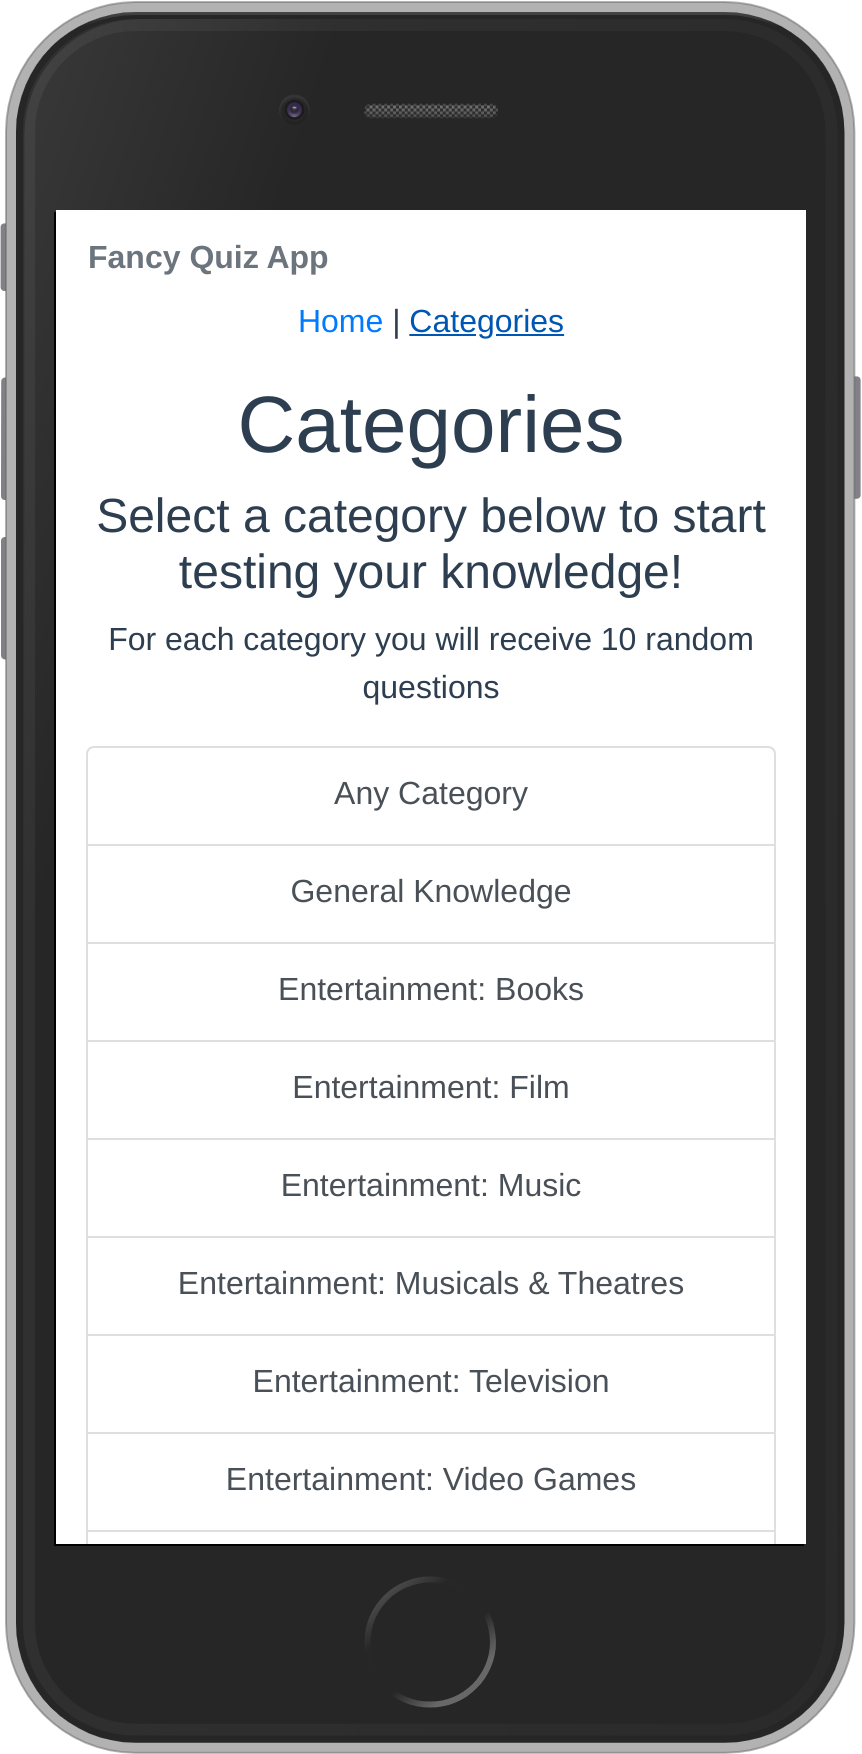 Fancy Quiz App
Home | Categories
Categories
Select a category below to start
testing your knowledge!
For each category you will receive 10 random
questions
Any Category
General Knowledge
Entertainment: Books
Entertainment: Film
Entertainment: Music
Entertainment: Musicals & Theatres
Entertainment: Television
Entertainment: Video Games